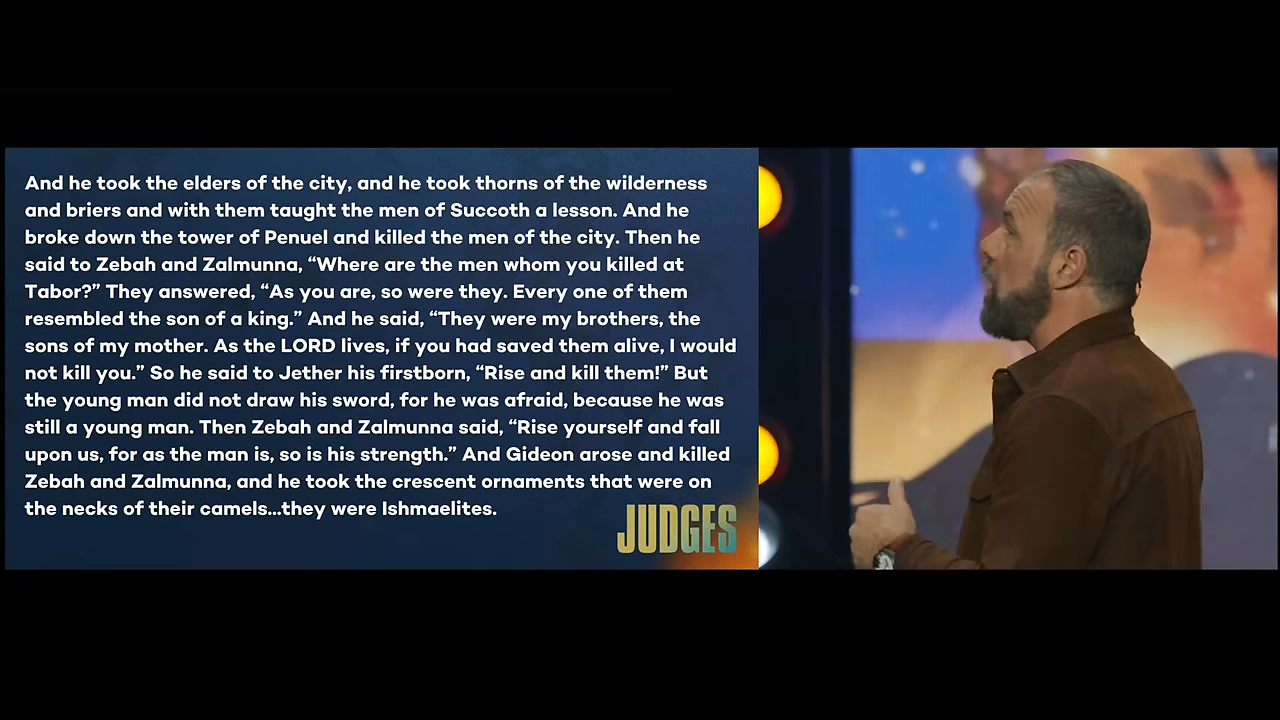 And he took the elders of the city, and he took thorns of the wilderness
and briers and with them taught the men of Succoth a lesson. And he
broke down the tower of Penuel and killed the men of the city. Then he
said to Zebah and Zalmunna, “Where are the men whom you killed at
Tabor?” They answered, “As you are, so were they. Every one of them
resembled the son of a king.” And he said, “They were my brothers, the
sons of my mother. As the LORD lives, if you had saved them alive, I would
not kill you.” So he said to Jether his firstborn, “Rise and kill them!” But
the young man did not draw his sword, for he was afraid, because he was
still a young man. Then Zebah and Zalmunna said, “Rise yourself and fall
upon us, for as the man is, so is his strength.” And Gideon arose and killed
Zebah and Zalmunna, and he took the crescent ornaments that were on
the necks of their camels...they were Ishmaelites.
JUDGES